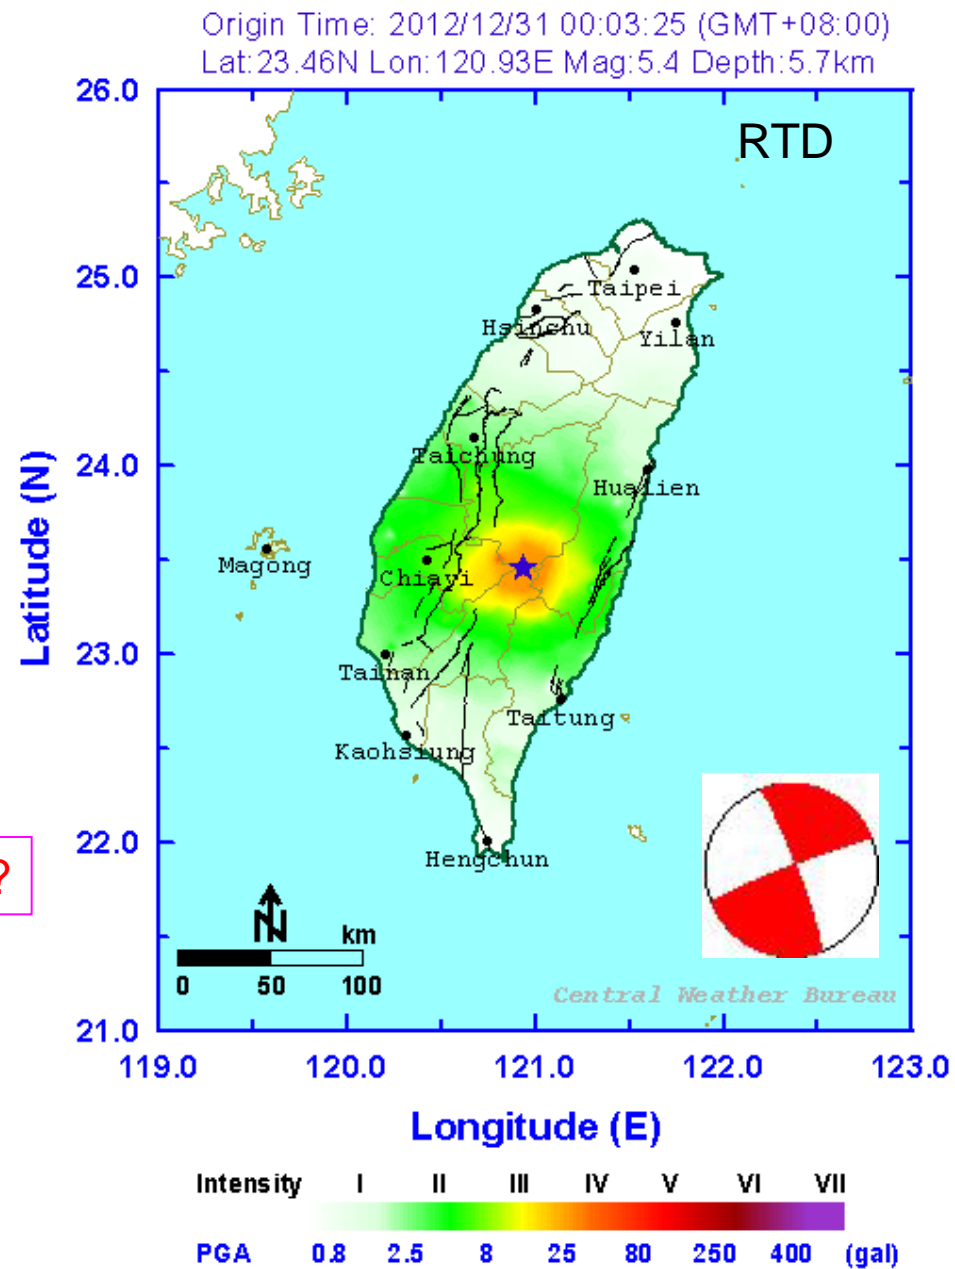 Origin Time: 2012/12/31 00:03:25 (GMT+08:00)
Lat:23.46N Lon:120.93E Mag:5.4 Depth:5.7km
26.0
RTD
25.0
Taipei
Hsinchu
Yilan
24.0
Taichung
Hualien
Latitude (N)
Magong
Chiayi
23.0
Tainan
Taitung
Kaohsiung
22.0
Hengchun
?
N
km
0 50 100
Central Weather Bureau
21.0
119.0 120.0 121.0 122.0 123.0
Longitude (E)
Intensity I II III IV V VI VII
PGA 0.8 2.5 8 25 80 250 400 (gal)